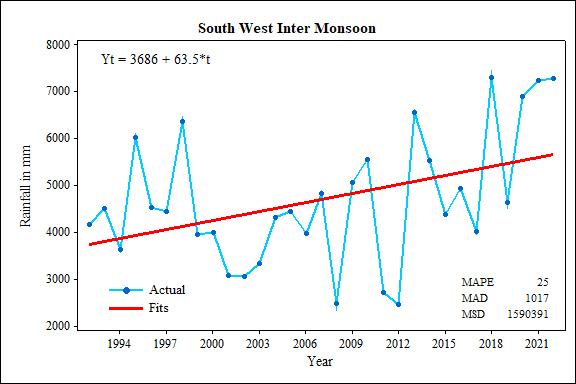 South West Inter Monsoon
Yt = 3686 + 63.5*t
8000
7000
6000
5000
4000
3000
2000
Rainfall in mm
Actual
Fits
MAPE 25
MAD 1017
MSD 1590391
1994 1997 2000 2003 2006 2009 2012 2015 2018 2021
Year